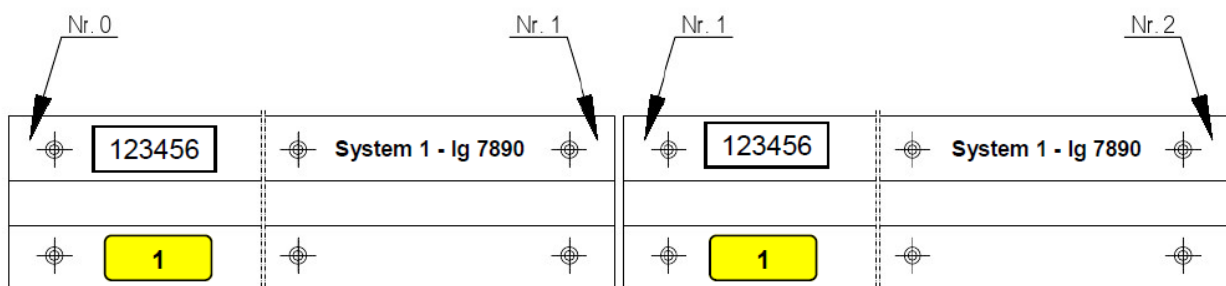 Nr. 0 Nr. 1 Nr. 1 Nr. 2
123456 System 1 - lg 7890 123456 System 1 - lg 7890
1 1